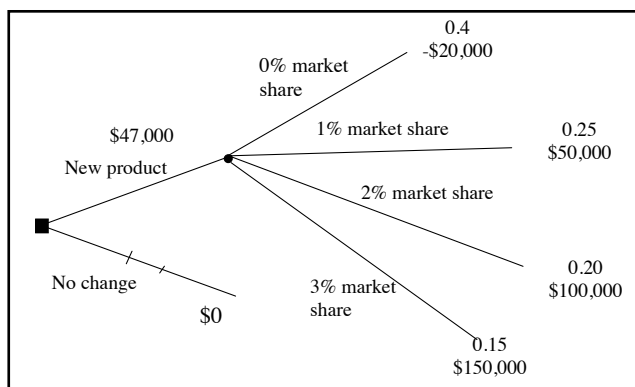 0.4
-$20,000
0% market
share
$47,000
1% market share
0.25
$50,000
New product
2% market share
No change
0.20
$100,000
3% market
share
$0
0.15
$150,000